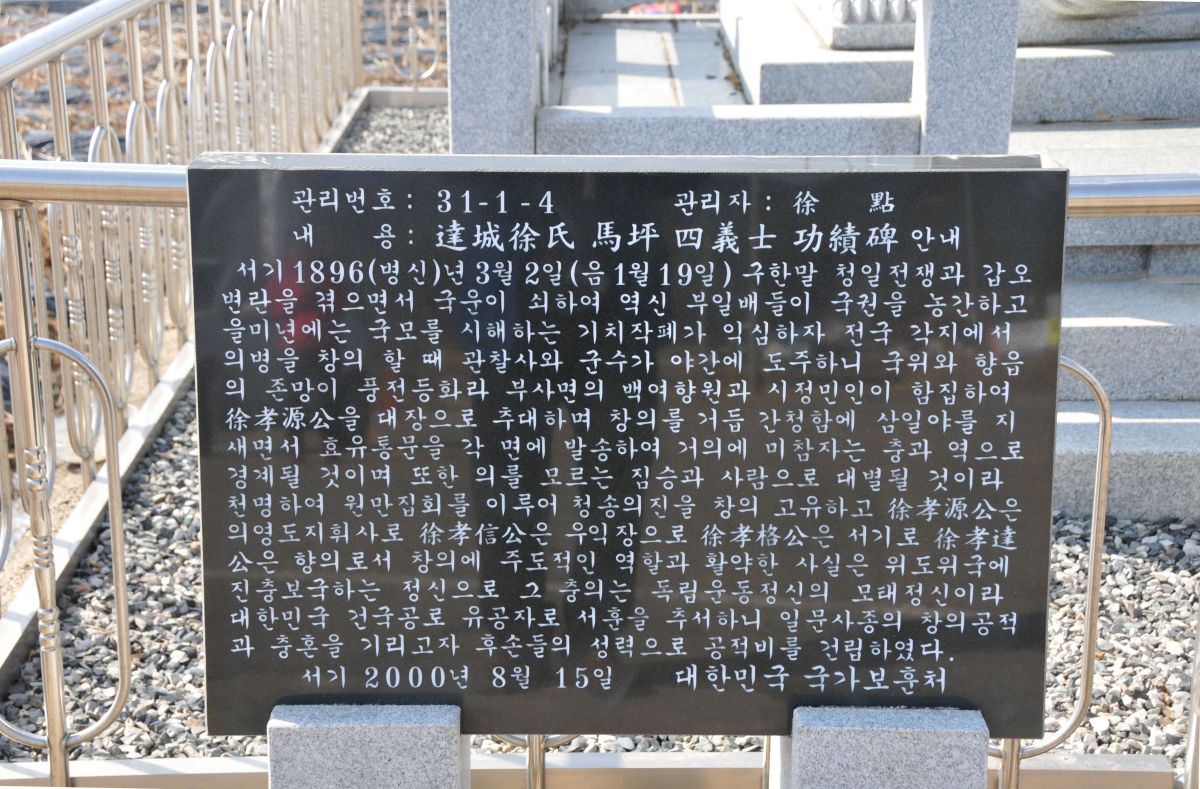 관리번호: 31-1-4 관리자: 徐 點
내 용: 達城徐氏 馬坪 四義士 功績碑 안내
서기 1896(병신)년 3월 2일(음 1월 19일) 구한말 청일전쟁과 갑오
변란을 겪으면서 국운이 쇠하여 역신 부일배들이 국권을 농간하고
을미년에는 국모를 시해하는 기치작폐가 익심하자 전국 각지에서
의병을 창의 할 때 관찰사와 군수가 야간에 도주하니 국위와 향읍
의 존망이 풍전등화라 부사면의 백여향원과 시정민인이 함집하여
徐孝源公을 대장으로 추대하며 창의를 거듭 간청함에 삼일야를 지
새면서 효유통문을 각 면에 발송하여 거의에 미참자는 충과 역으로
경계될 것이며 또한 의를 모르는 짐승과 사람으로 대별될 것이라
천명하여 원만집회를 이루어 청송의진을 창의 고유하고 徐孝源公은
의영도지휘사로 徐孝信公은 우익장으로 徐孝格公은 서기로 徐孝達
公은 향의로서 창의에 주도적인 역할과 활약한 사실은 위도위국에
진충보국하는 정신으로 그 충의는 독립운동정신의 모태정신이라
대한민국 건국공로 유공자로 서훈을 추서하니 일문사종의 창의공적
과 충혼을 기리고자 후손들의 성력으로 공적비를 건립하였다.
서기 2000년 8월 15일 대한민국 국가보훈처